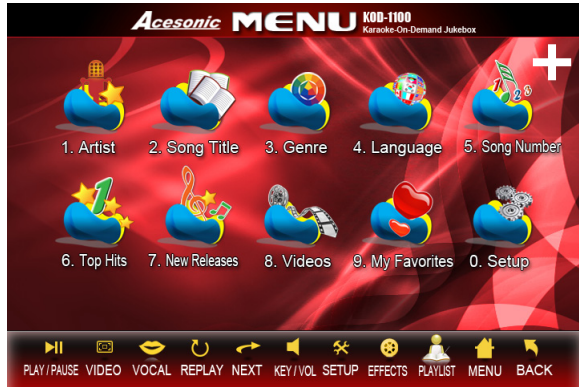 Acesonic MENU KOD-1100
Karaoke-On-Demand Jukebox
1. Artist 2. Song Title 3. Genre 4. Language 5. Song Number
6. Top Hits 7. New Releases 8. Videos 9. My Favorites 0. Setup
PLAY / PAUSE VIDEO VOCAL REPLAY NEXT KEY / VOL SETUP EFFECTS PLAYLIST MENU BACK